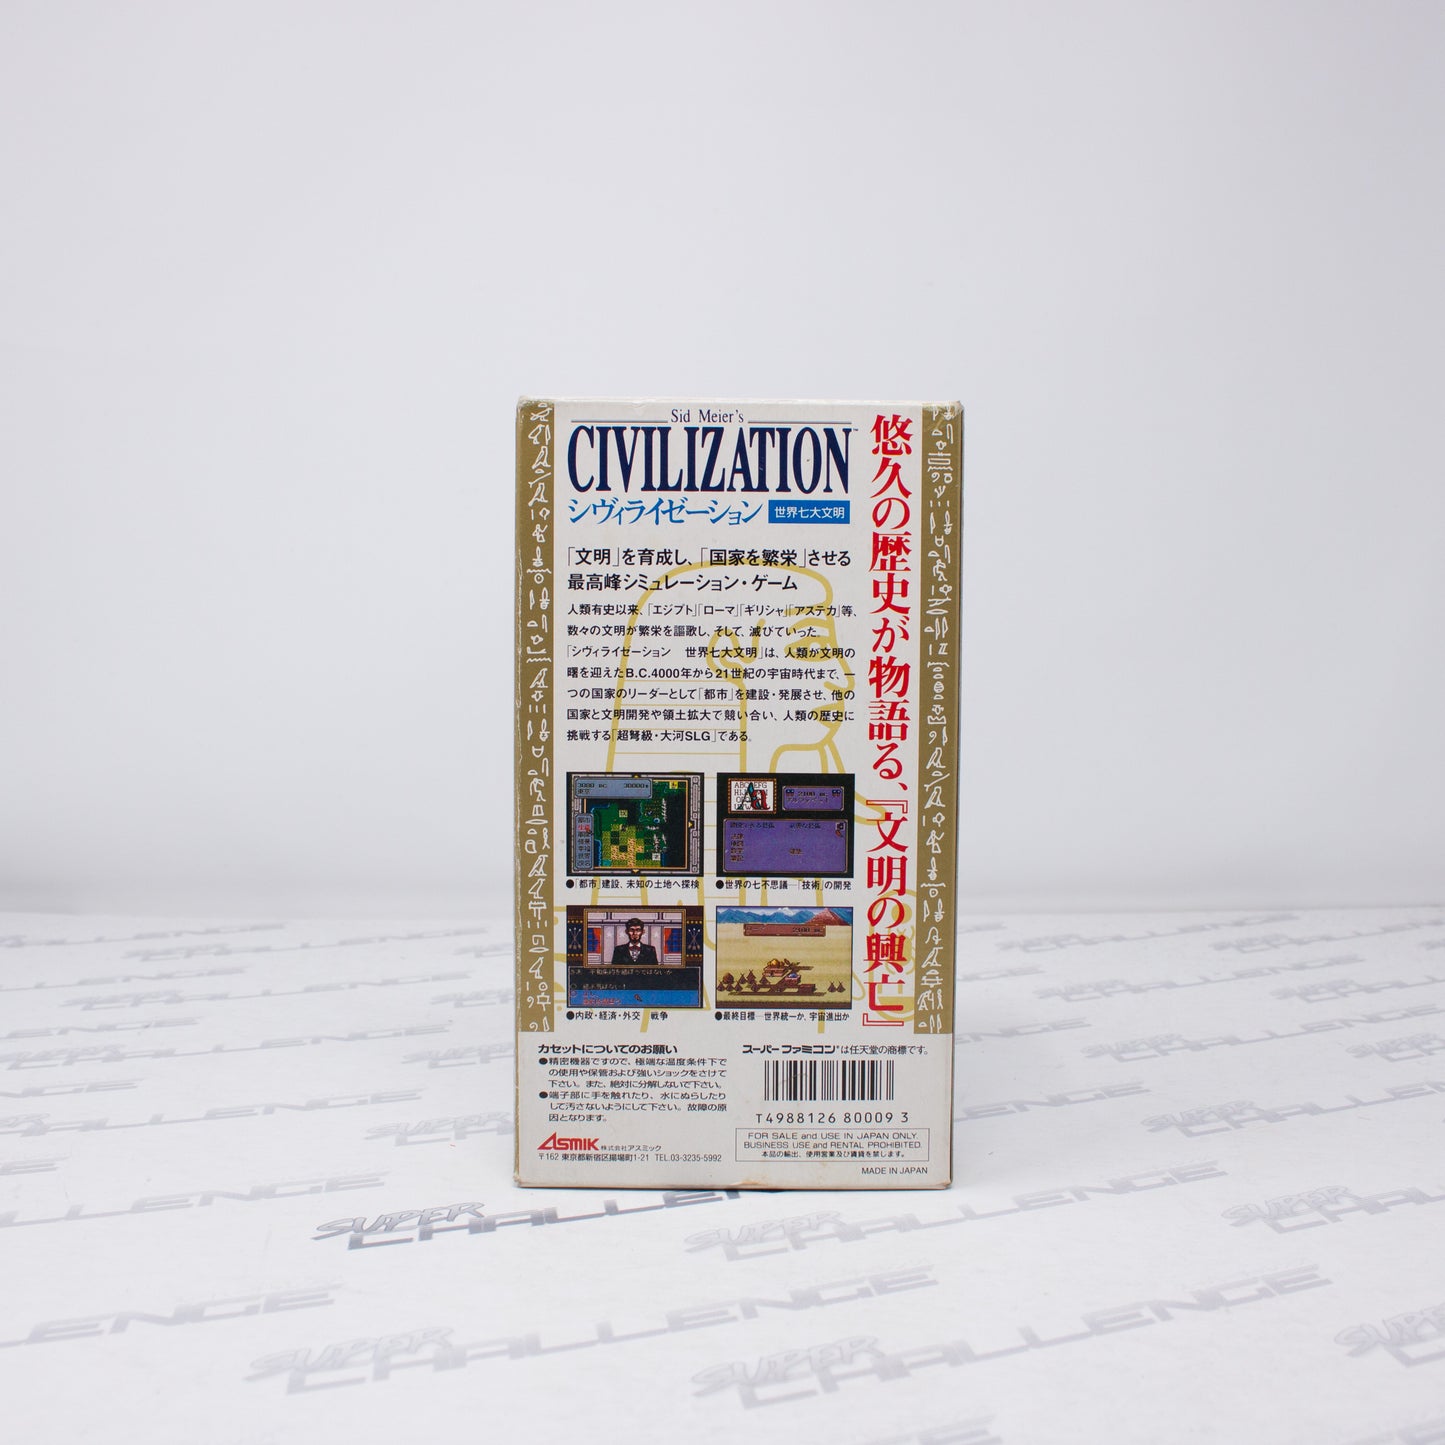 Sid Meier's
CIVILIZATION™
シヴィライゼーション 世界七大文明
悠久の歴史が物語る、『文明の興亡』
「文明」を育成し、「国家を繁栄」させる
最高峰シミュレーション・ゲーム
人類有史以来、「エジプト」「ローマ」「ギリシャ」「アステカ」等、
数々の文明が繁栄を謳歌し、そして、滅びていった。
「シヴィライゼーション 世界七大文明」は、人類が文明の
曙を迎えたB.C.4000年から21世紀の宇宙時代まで、一
つの国家のリーダーとして「都市」を建設・発展させ、他の
国家と文明開発や領土拡大で競い合い、人類の歴史に
挑戦する「超弩級・大河SLG」である。
●「都市」建設、未知の土地へ探検
●世界の七不思議―「技術」の開発
平和条約を結ぼうではないか
●内政・経済・外交 戦争
●最終目標―世界統一か、宇宙進出か
カセットについてのお願い
●精密機器ですので、極端な温度条件下で
の使用や保管および強いショックをさけて
下さい。また、絶対に分解しないで下さい。
●端子部に手を触れたり、水にぬらしたり
して汚さないようにして下さい。故障の原
因となります。
ASMIK 株式会社アスミック
〒162 東京都新宿区揚場町1-21 TEL.03-3235-5992
スーパーファミコン®は任天堂の商標です。
T4988126 80009 3
FOR SALE and USE IN JAPAN ONLY.
BUSINESS USE and RENTAL PROHIBITED.
本品の輸出、使用営業及び賃貸を禁じます。
MADE IN JAPAN
SUPER CHALLENGE
SUPER CHALLENGE